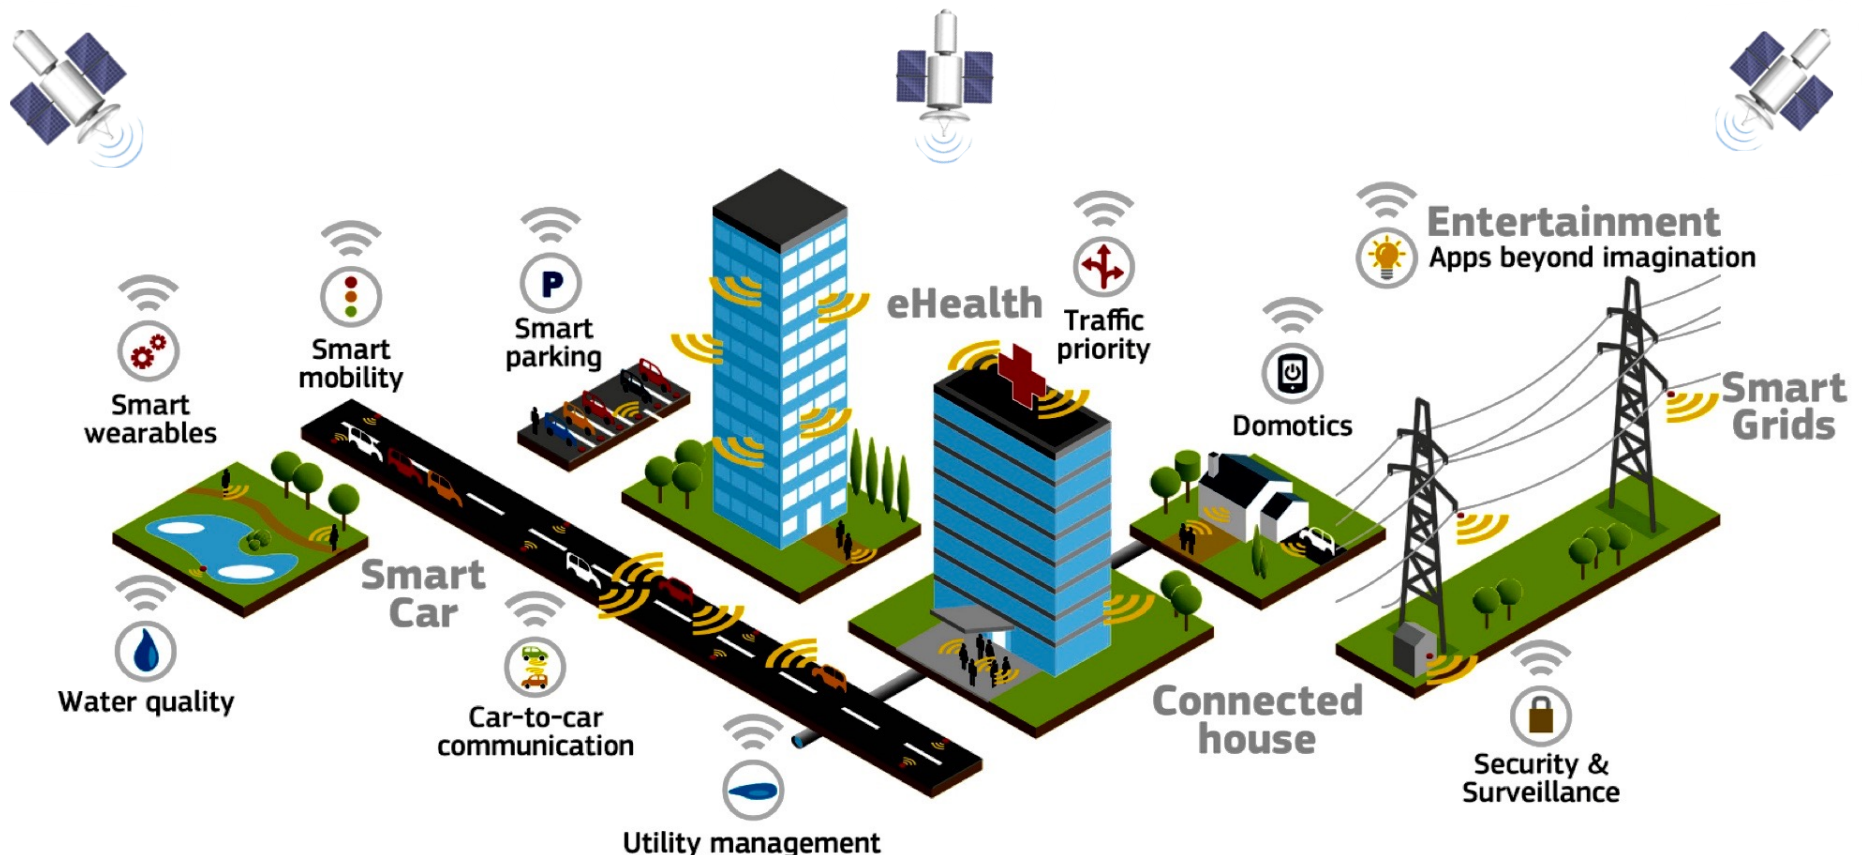 Entertainment
Apps beyond imagination
eHealth
Traffic
priority
Smart
parking
Smart
mobility
Smart
wearables
Domotics
Smart
Grids
Smart
Car
Water quality
Car-to-car
communication
Connected
house
Security &
Surveillance
Utility management
P